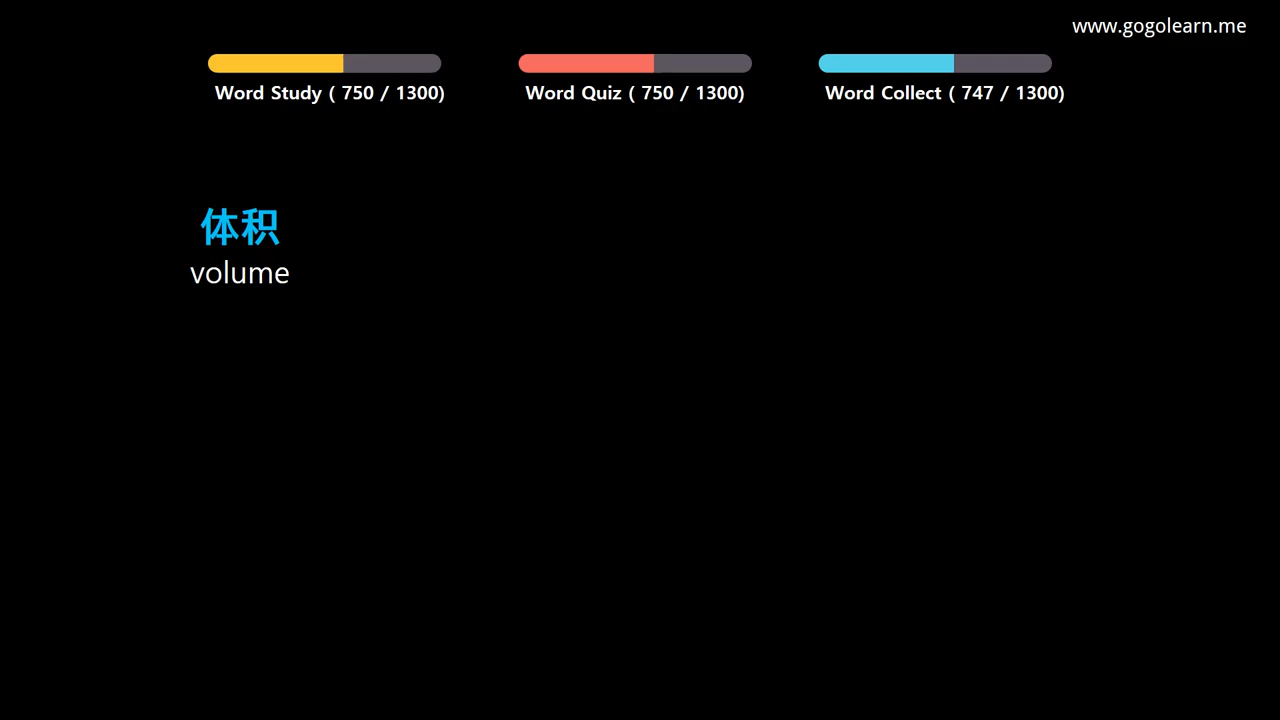 www.gogolearn.me
Word Study ( 750 / 1300)
Word Quiz ( 750 / 1300)
Word Collect ( 747 / 1300)
体积
volume